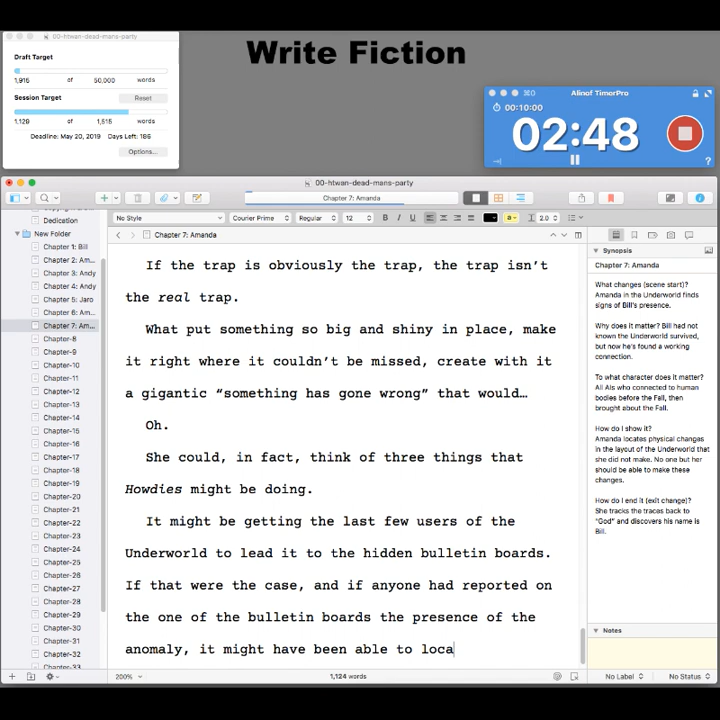 Write Fiction
00-htwan-dead-mans-party
Draft Target
1,915 of 50,000 words
Session Target
Reset
1,129 of 1,515 words
Deadline: May 20, 2019 Days Left: 186
Options...
⌘0 Alinof TimerPro
00:10:00
02:48
?
00-htwan-dead-mans-party
Chapter 7: Amanda
No Style Courier Prime Regular 12 B I U a 2.0
Dedication
New Folder
Chapter 1: Bill
Chapter 2: Am...
Chapter 3: Andy
Chapter 4: Andy
Chapter 5: Jaro
Chapter 6: Am...
Chapter 7: Am...
Chapter-8
Chapter-9
Chapter-10
Chapter-11
Chapter-12
Chapter-13
Chapter-14
Chapter-15
Chapter-16
Chapter-17
Chapter-18
Chapter-19
Chapter-20
Chapter-21
Chapter-22
Chapter-23
Chapter-24
Chapter-25
Chapter-26
Chapter-27
Chapter-28
Chapter-29
Chapter-30
Chapter-31
Chapter-32
Chapter-33
Chapter 7: Amanda
If the trap is obviously the trap, the trap isn't
the real trap.
What put something so big and shiny in place, make
it right where it couldn't be missed, create with it
a gigantic “something has gone wrong” that would…
Oh.
She could, in fact, think of three things that
Howdies might be doing.
It might be getting the last few users of the
Underworld to lead it to the hidden bulletin boards.
If that were the case, and if anyone had reported on
the one of the bulletin boards the presence of the
anomaly, it might have been able to loca
200%
1,124 words
Synopsis
Chapter 7: Amanda
What changes (scene start)?
Amanda in the Underworld finds
signs of Bill's presence.
Why does it matter? Bill had not
known the Underworld survived,
but now he's found a working
connection.
To what character does it matter?
All AIs who connected to human
bodies before the Fall, then
brought about the Fall.
How do I show it?
Amanda locates physical changes
in the layout of the Underworld that
she did not make. No one but her
should be able to make these
changes.
How do I end it (exit change)?
She tracks the traces back to
"God" and discovers his name is
Bill.
Notes
No Label No Status